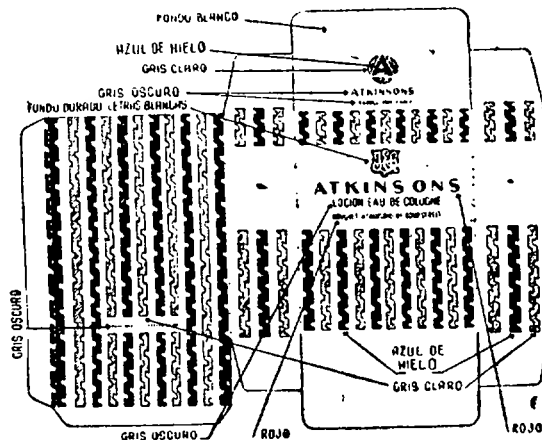 FONDO BLANCO
AZUL DE HIELO
GRIS CLARO
GRIS OSCURO
ATKINSONS
FONDO DORADO LETRAS BLANCAS
ATKINSONS
LOCION EAU DE COLOGNE
GRIS OSCURO
AZUL DE
HIELO
GRIS CLARO
GRIS OSCURO
ROJO
ROJO